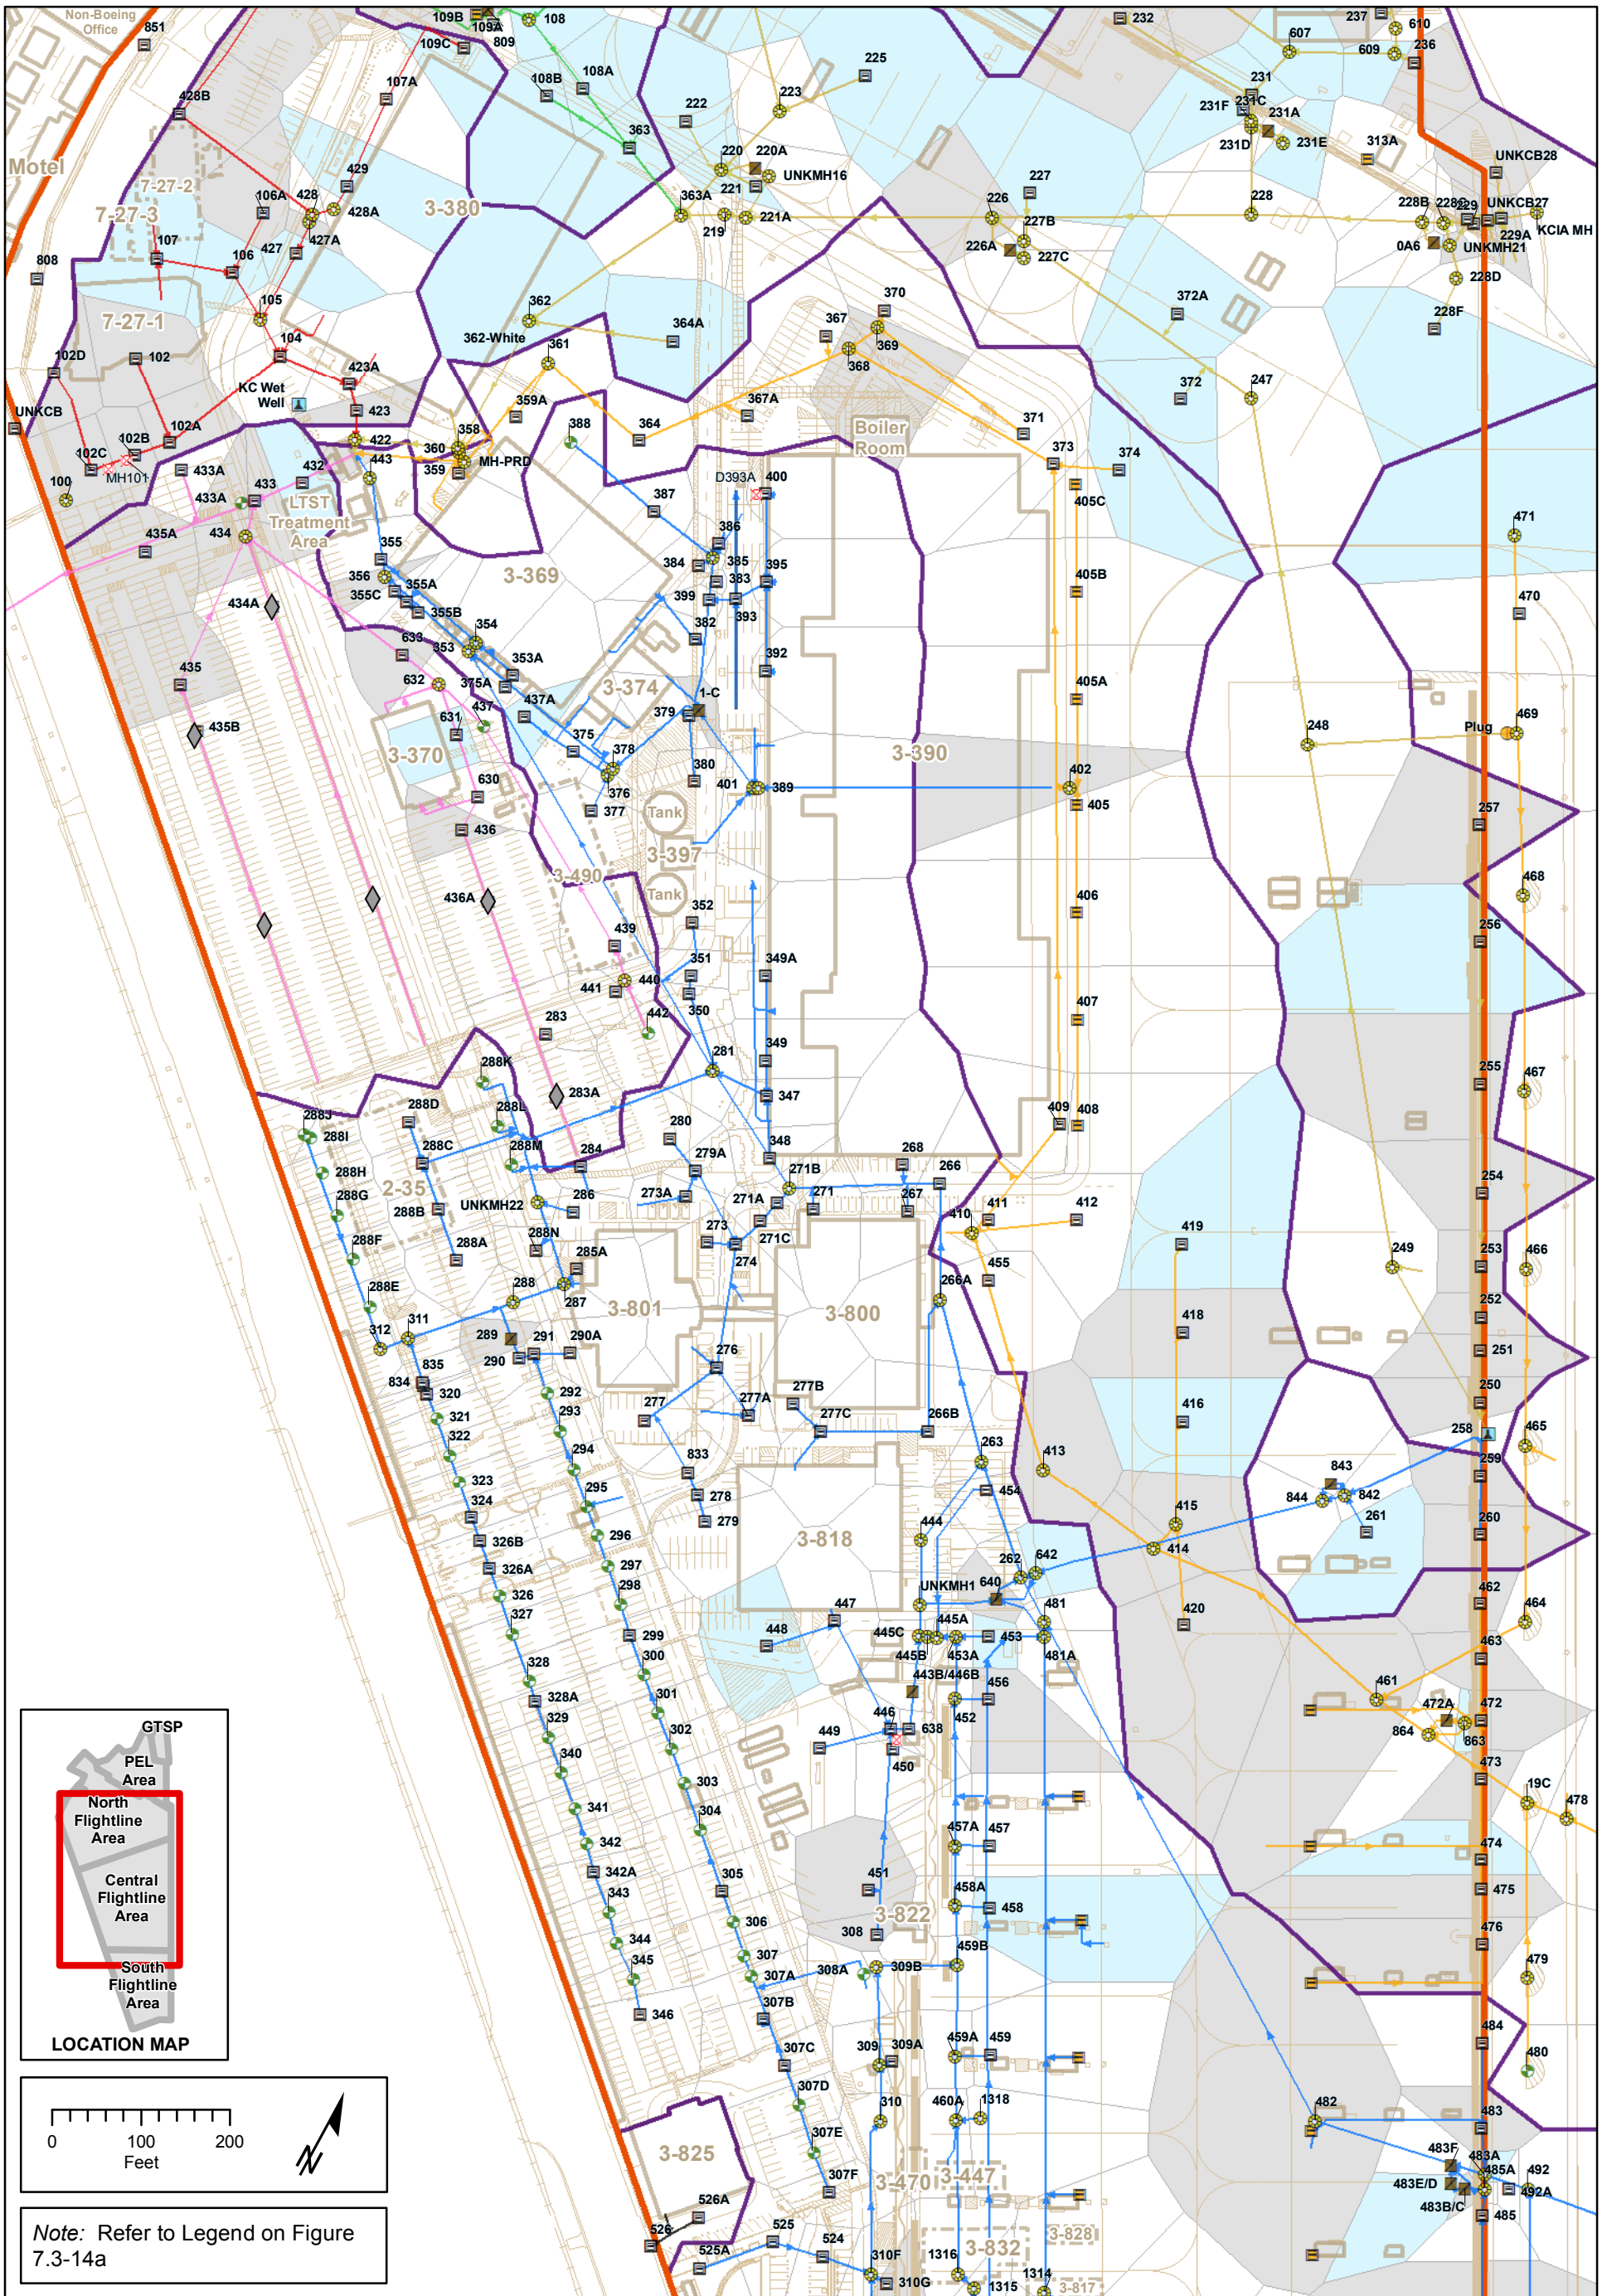 Non-Boeing
Office
851
109B
109A
809
109C
108
108B
108A
107A
428B
225
223
222
232
237
610
607
609
236
231
231F
231C
231A
231D
231E
313A
UNKCB28
Motel
7-27-2
7-27-3
429
106A
428
428A
427
427A
3-380
363
220
220A
221
UNKMH16
363A
219
221A
226
227
227B
226A
227C
228
228B
229
UNKCB27
229A
KCIA MH
0A6
UNKMH21
228D
228F
107
106
808
105
7-27-1
104
102D
102
423A
KC Wet
Well
423
UNKCB
102A
102B
102C
MH101
422
443
100
362
362-White
364A
361
359A
364
367
370
369
368
367A
371
372A
372
247
388
358
360
359
MH-PRD
Boiler
Room
373
374
433A
432
433A
433
434
435A
LTST
Treatment
Area
D393A
400
387
386
384
385
383
395
399
393
382
392
405C
405B
405A
471
470
355
356
355A
355C
355B
3-369
434A
354
353
633
353A
375A
632
437A
437
435
435B
631
3-370
630
3-374
1-C
379
375
378
376
377
380
401
389
3-390
402
405
248
Plug
469
436
Tank
3-397
3-490
Tank
436A
257
468
352
439
440
441
351
349A
350
442
283
406
407
256
255
467
281
349
347
288K
283A
288J
288I
288D
288L
288C
288M
284
280
279A
348
268
409
408
288H
2-35
288G
288B
UNKMH22
286
273A
271B
271A
271
271C
266
267
254
410
411
412
288F
288A
288N
285A
273
274
419
249
253
466
288E
288
287
3-801
3-800
266A
455
252
312
311
289
291
290A
290
418
251
835
834
320
276
292
277
277A
277B
277C
266B
416
250
321
293
322
258
263
413
465
294
833
843
259
323
295
278
454
844
842
324
279
415
261
260
326B
296
3-818
444
414
326A
297
262
642
326
298
UNKMH1
640
462
327
447
481
420
464
448
299
445C
445A
453
463
445B
453A
481A
328
300
443B/446B
328A
301
456
461
472A
472
329
302
449
446
638
452
864
863
450
473
340
303
19C
478
341
304
457A
457
474
342
342A
305
451
458A
475
343
306
3-822
458
308
476
344
307
459B
345
307A
308A
309B
479
346
307B
484
307C
309
309A
459A
459
480
307D
310
460A
1318
482
483
307E
3-825
483F
483A
485A
492
3-470
3-447
483E/D
492A
307F
483B/C
485
526A
526
525
524
3-828
525A
310F
1316
3-832
310G
1315
1314
3-817
GTSP
PEL
Area
North
Flightline
Area
Central
Flightline
Area
South
Flightline
Area
LOCATION MAP
0 100 200
Feet
N
Note: Refer to Legend on Figure
7.3-14a